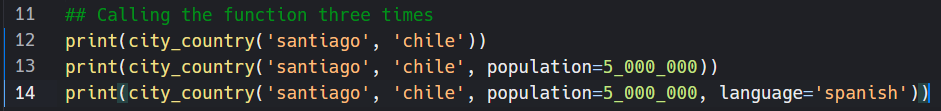 11 ## Calling the function three times
12 print(city_country('santiago', 'chile'))
13 print(city_country('santiago', 'chile', population=5_000_000))
14 print(city_country('santiago', 'chile', population=5_000_000, language='spanish'))